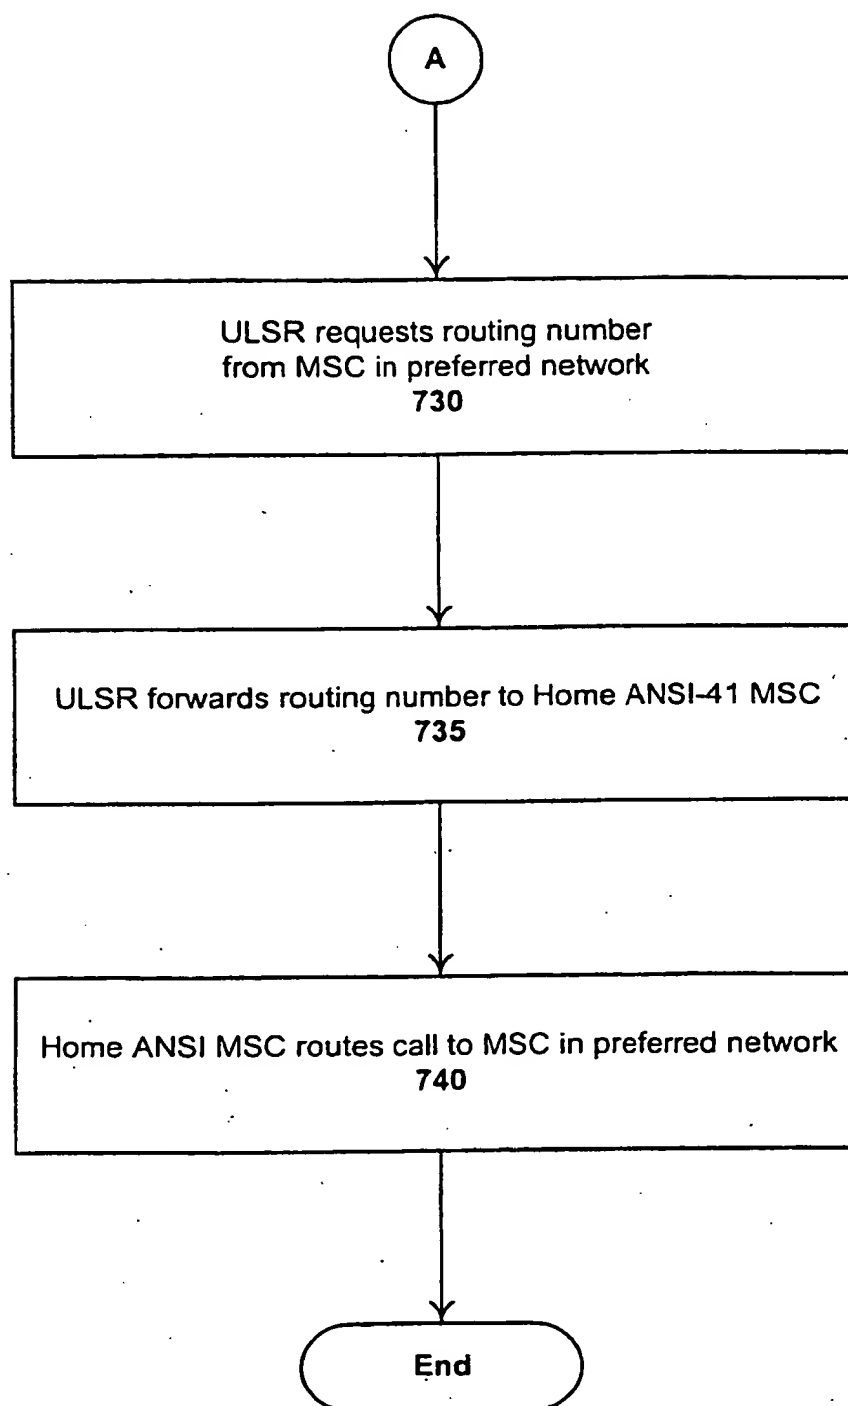 A
ULSR requests routing number
from MSC in preferred network
730
ULSR forwards routing number to Home ANSI-41 MSC
735
Home ANSI MSC routes call to MSC in preferred network
740
End